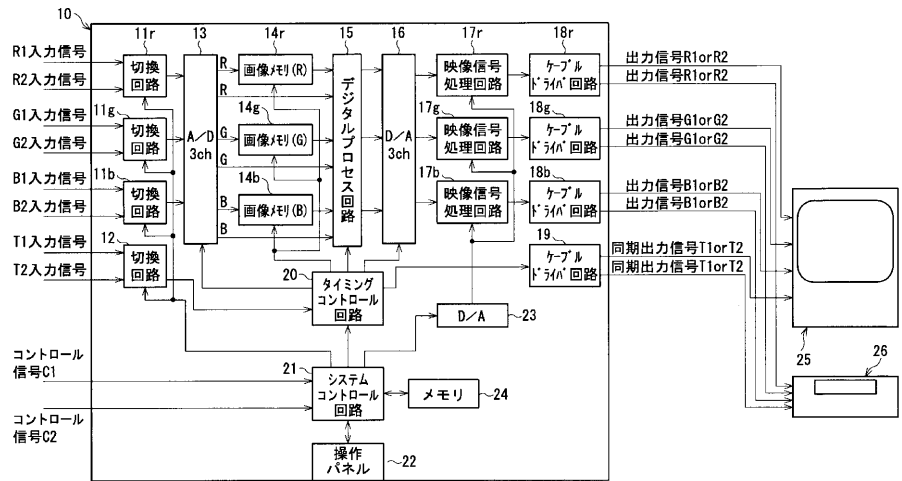 10
11r
13
14r
15
16
17r
18r
R1入力信号
R2入力信号
切換
回路
A/D
3ch
R
画像メモリ(R)
R
デジタルプロセス回路
D/A
3ch
映像信号
処理回路
ケーブル
ドライバ回路
出力信号R1orR2
出力信号R1orR2
11g
14g
17g
18g
G1入力信号
G2入力信号
切換
回路
G
画像メモリ(G)
G
映像信号
処理回路
ケーブル
ドライバ回路
出力信号G1orG2
出力信号G1orG2
11b
14b
17b
18b
B1入力信号
B2入力信号
切換
回路
B
画像メモリ(B)
B
映像信号
処理回路
ケーブル
ドライバ回路
出力信号B1orB2
出力信号B1orB2
12
19
T1入力信号
T2入力信号
切換
回路
20
タイミング
コントロール
回路
ケーブル
ドライバ回路
同期出力信号T1orT2
同期出力信号T1orT2
D/A
23
25
コントロール
信号C1
21
システム
コントロール
回路
メモリ
24
26
コントロール
信号C2
操作
パネル
22